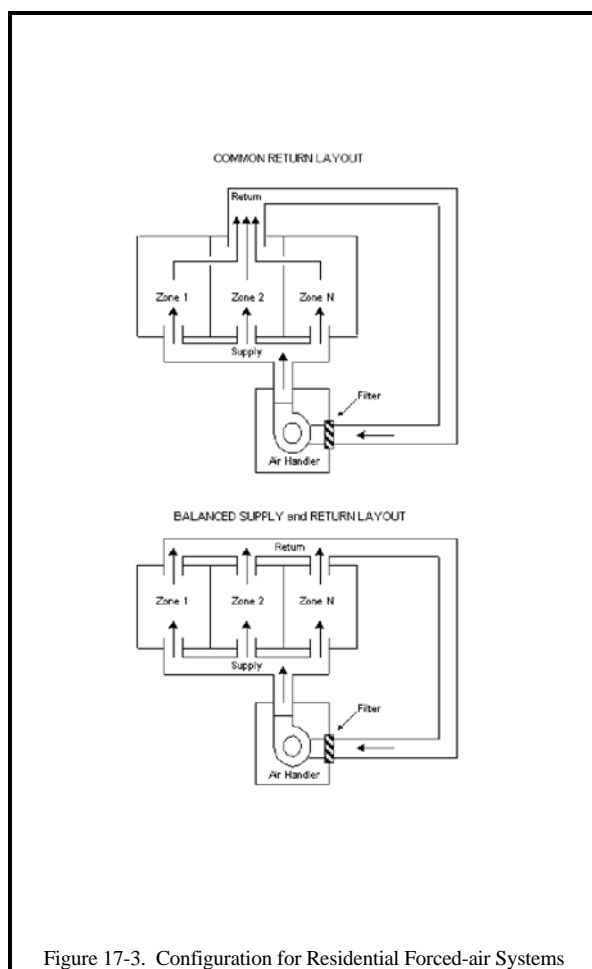 COMMON RETURN LAYOUT
Return
Zone 1
Zone 2
Zone N
Supply
Filter
Air Handler
BALANCED SUPPLY and RETURN LAYOUT
Return
Zone 1
Zone 2
Zone N
Supply
Filter
Air Handler
Figure 17-3. Configuration for Residential Forced-air Systems